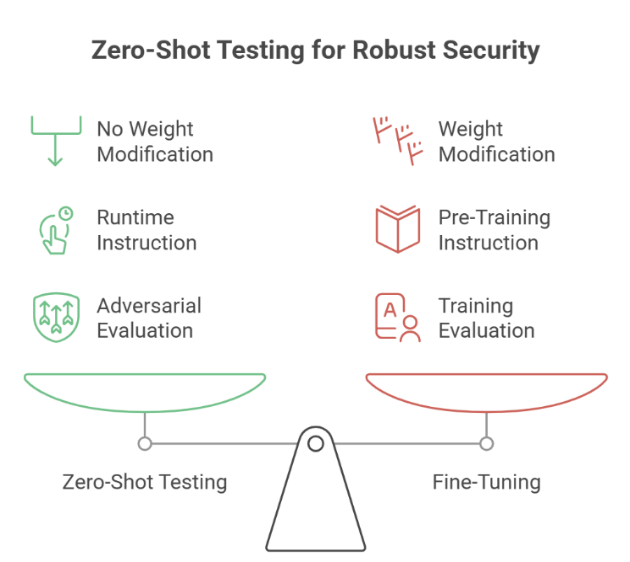 Zero-Shot Testing for Robust Security
No Weight
Modification
Weight
Modification
Runtime
Instruction
Pre-Training
Instruction
Adversarial
Evaluation
A
Training
Evaluation
Zero-Shot Testing
Fine-Tuning